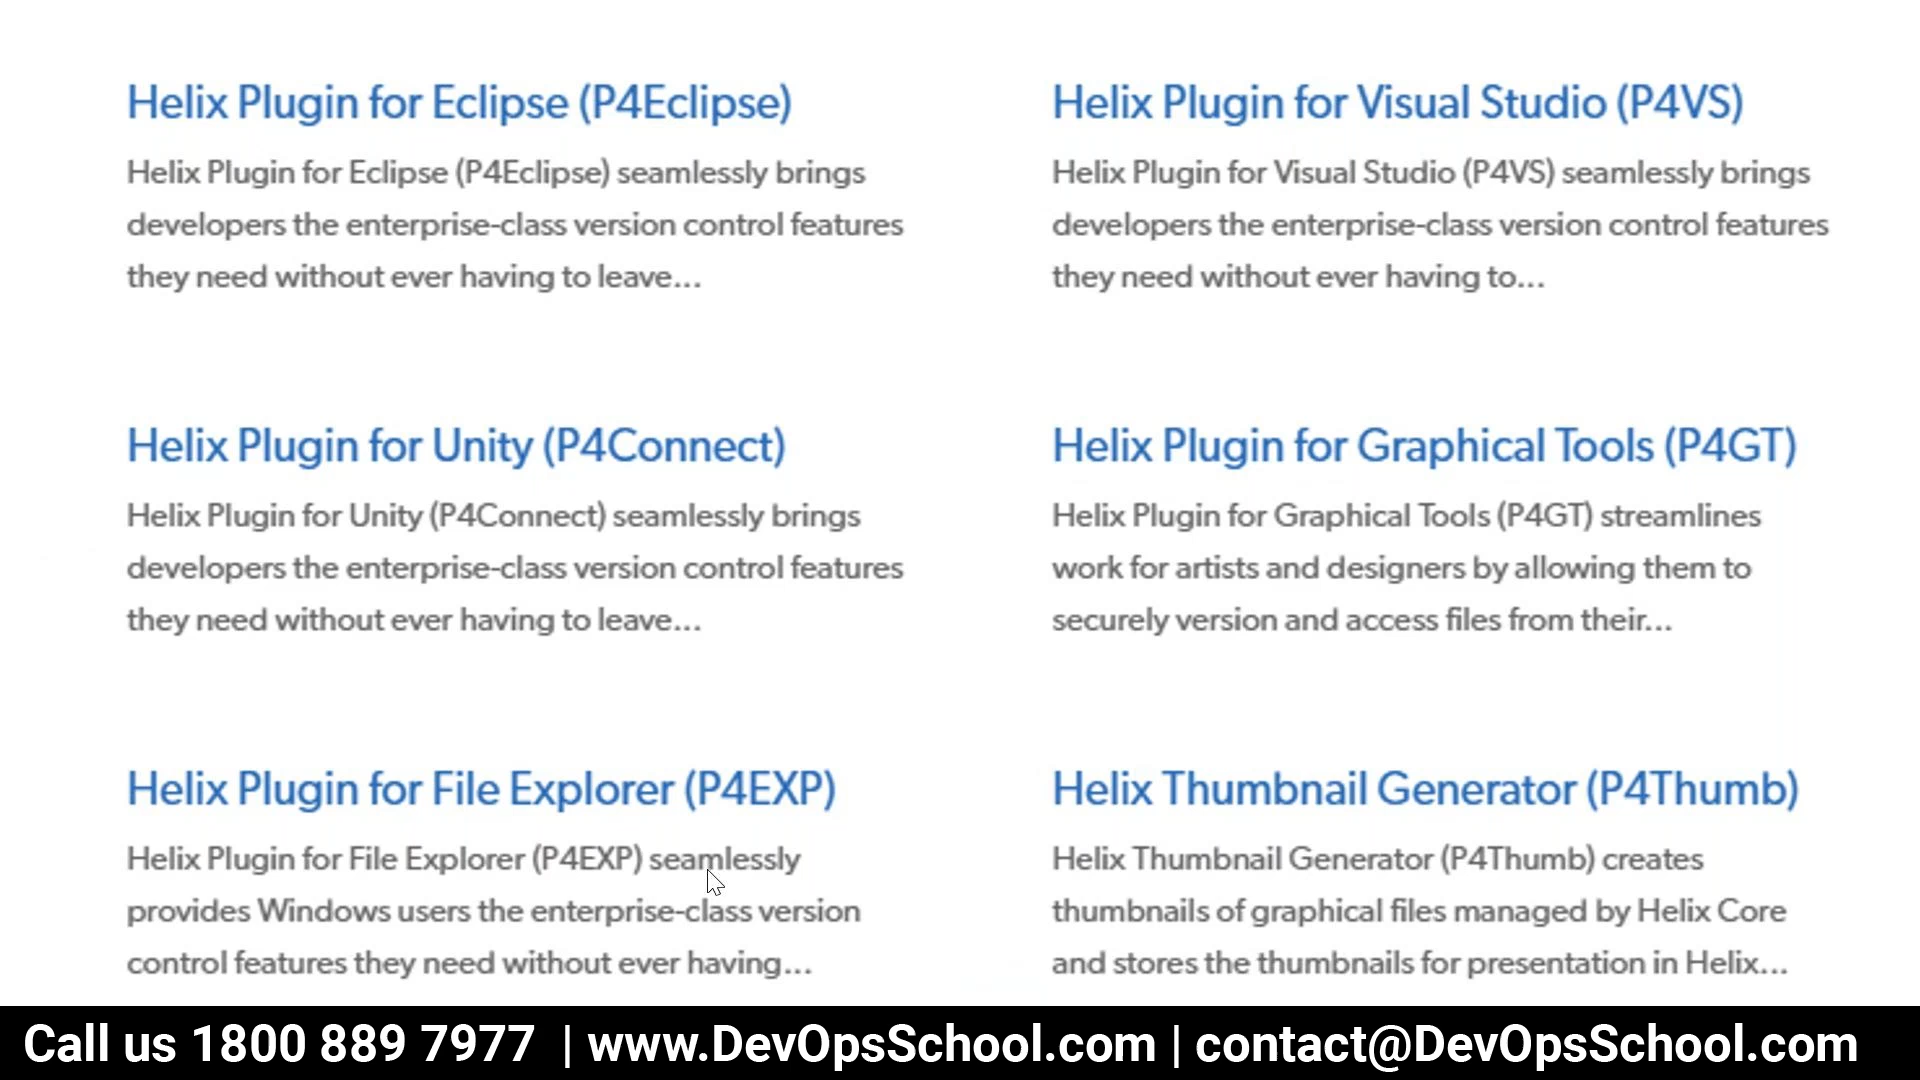 Helix Plugin for Eclipse (P4Eclipse)
Helix Plugin for Eclipse (P4Eclipse) seamlessly brings
developers the enterprise-class version control features
they need without ever having to leave...
Helix Plugin for Visual Studio (P4VS)
Helix Plugin for Visual Studio (P4VS) seamlessly brings
developers the enterprise-class version control features
they need without ever having to...
Helix Plugin for Unity (P4Connect)
Helix Plugin for Unity (P4Connect) seamlessly brings
developers the enterprise-class version control features
they need without ever having to leave...
Helix Plugin for Graphical Tools (P4GT)
Helix Plugin for Graphical Tools (P4GT) streamlines
work for artists and designers by allowing them to
securely version and access files from their...
Helix Plugin for File Explorer (P4EXP)
Helix Plugin for File Explorer (P4EXP) seamlessly
provides Windows users the enterprise-class version
control features they need without ever having...
Helix Thumbnail Generator (P4Thumb)
Helix Thumbnail Generator (P4Thumb) creates
thumbnails of graphical files managed by Helix Core
and stores the thumbnails for presentation in Helix...
Call us 1800 889 7977 | www.DevOpsSchool.com | contact@DevOpsSchool.com